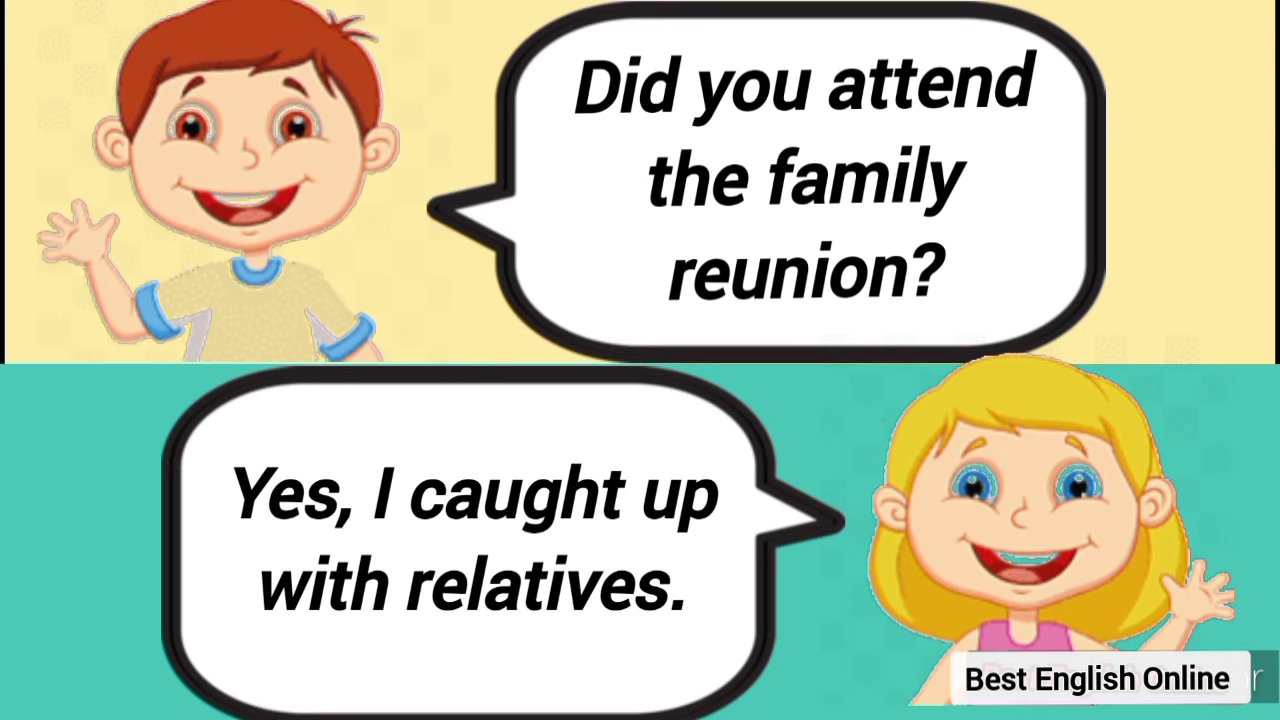 Did you attend
the family
reunion?
Yes, I caught up
with relatives.
Best English Online